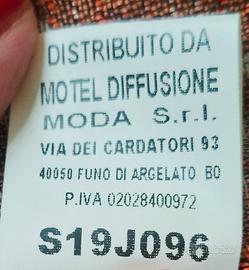 DISTRIBUITO DA
MOTEL DIFFUSIONE
MODA S.r.l.
VIA DEI CARDATORI 93
40050 FUNO DI ARGELATO BO
P.IVA 02028400972
S19J096